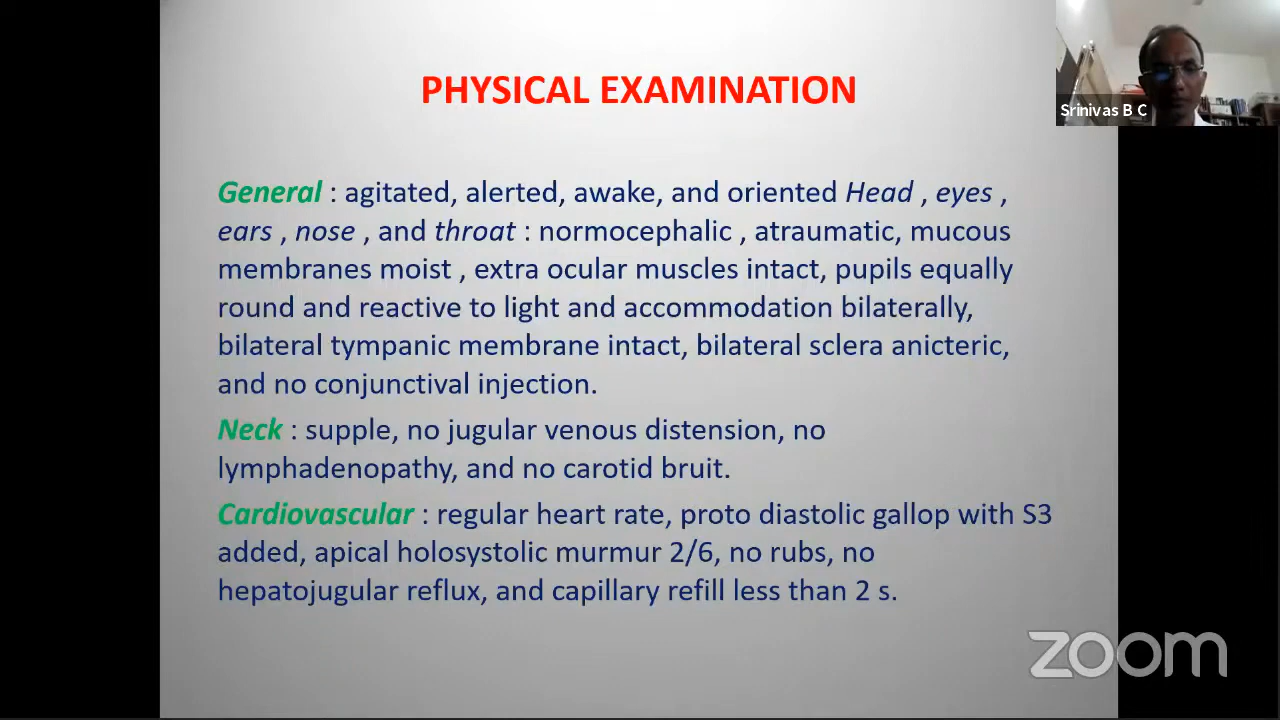 PHYSICAL EXAMINATION
Srinivas B C
General : agitated, alerted, awake, and oriented Head , eyes ,
ears , nose , and throat : normocephalic , atraumatic, mucous
membranes moist , extra ocular muscles intact, pupils equally
round and reactive to light and accommodation bilaterally,
bilateral tympanic membrane intact, bilateral sclera anicteric,
and no conjunctival injection.
Neck : supple, no jugular venous distension, no
lymphadenopathy, and no carotid bruit.
Cardiovascular : regular heart rate, proto diastolic gallop with S3
added, apical holosystolic murmur 2/6, no rubs, no
hepatojugular reflux, and capillary refill less than 2 s.
zoom